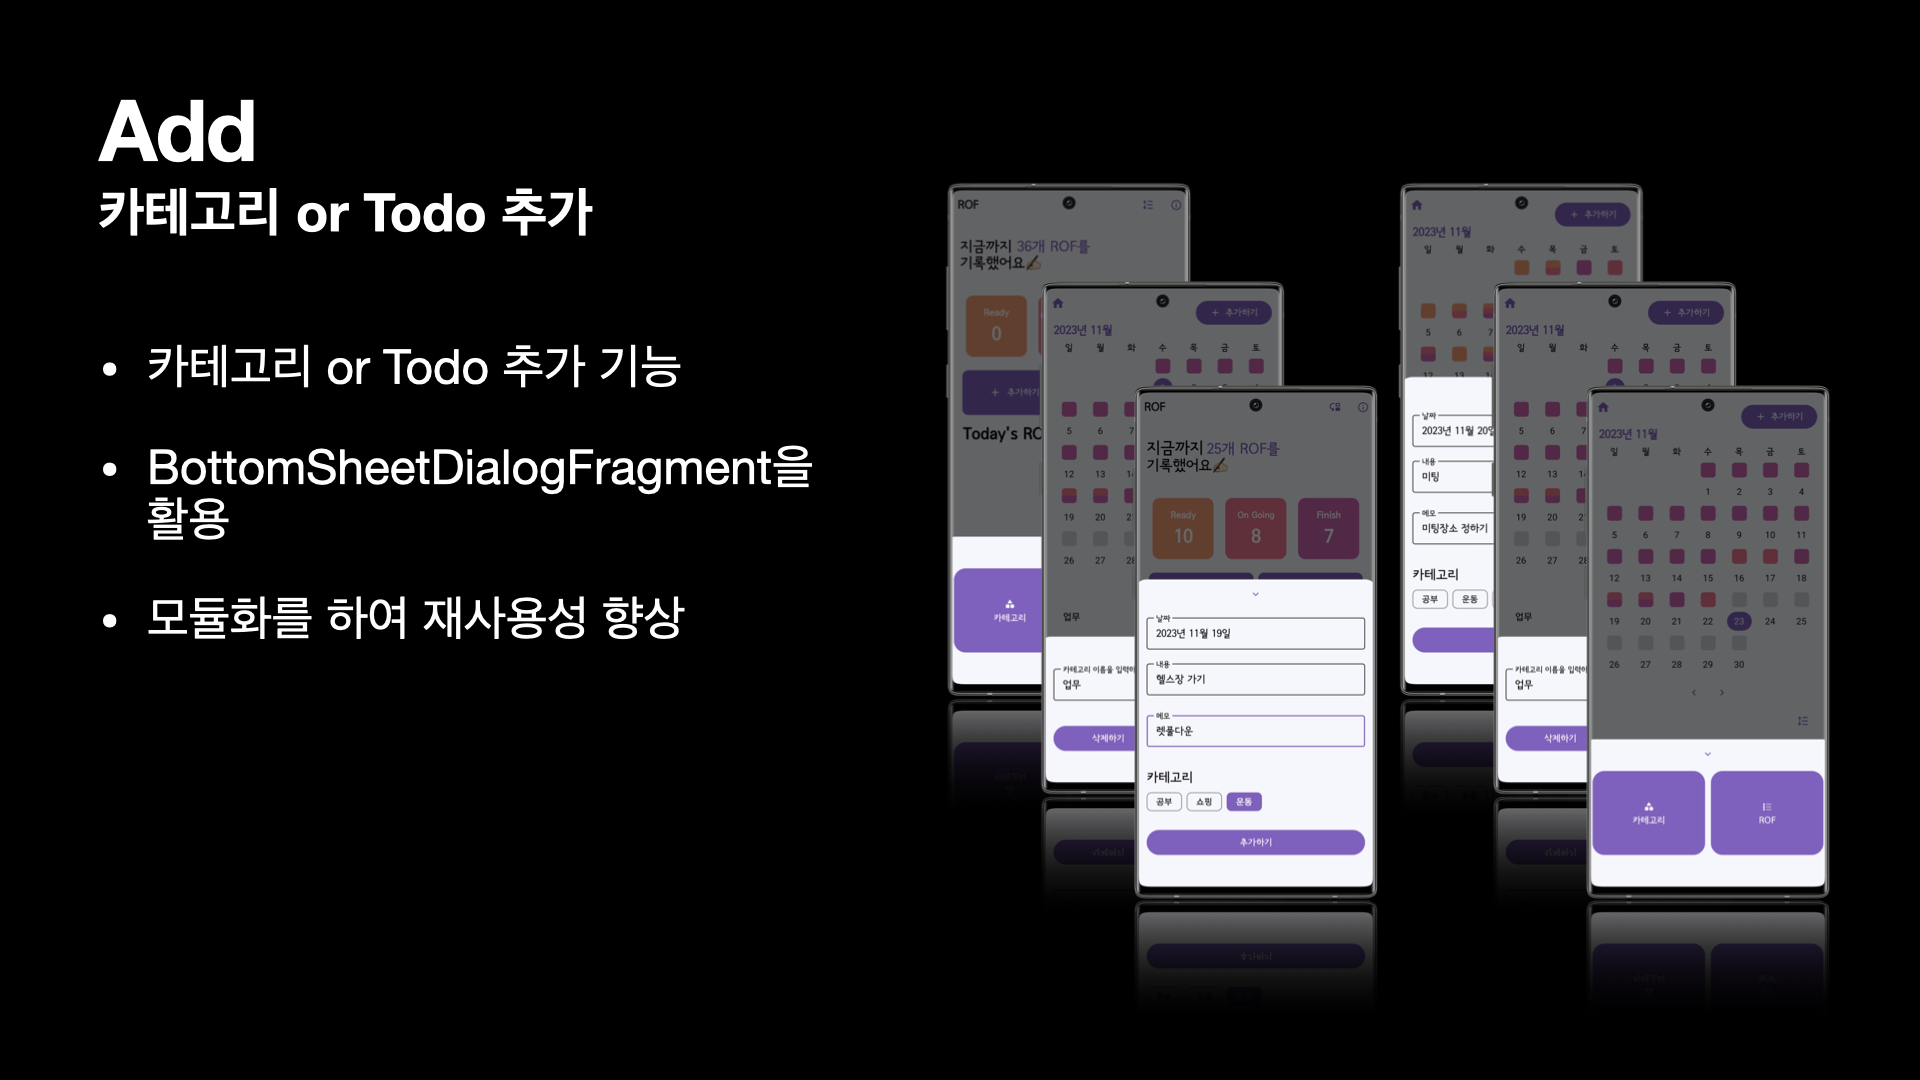 Add
카테고리 or Todo 추가
• 카테고리 or Todo 추가 기능
• BottomSheetDialogFragment을
활용
• 모듈화를 하여 재사용성 향상
ROF
지금까지 36개 ROF를
기록했어요✍
Ready
0
+ 추가하기
Today's RO
카테고리
+ 추가하기
2023년 11월
일 월 화 수 목 금 토
5 6 7
12 13
19 20
26 27
업무
카테고리 이름을 입력하
업무
삭제하기
ROF
지금까지 25개 ROF를
기록했어요✍
Ready On Going Finish
10 8 7
날짜
2023년 11월 19일
내용
헬스장 가기
메모
렛풀다운
카테고리
공부 쇼핑 운동
추가하기
+ 추가하기
2023년 11월
일 월 화 수 목 금 토
5 6 7
12 13
날짜
2023년 11월 20일
내용
미팅
메모
미팅장소 정하기
카테고리
공부 운동
+ 추가하기
2023년 11월
일 월 화 수 목 금 토
5 6 7
12 13
19 20
26 27
업무
카테고리 이름을 입력하
업무
삭제하기
+ 추가하기
2023년 11월
일 월 화 수 목 금 토
1 2 3 4
5 6 7 8 9 10 11
12 13 14 15 16 17 18
19 20 21 22 23 24 25
26 27 28 29 30
카테고리 ROF